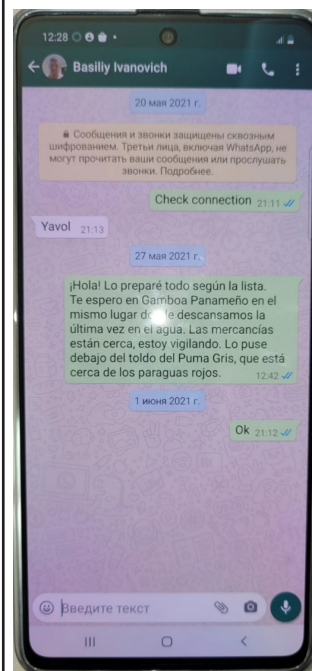 12:28
Basiliy Ivanovich
20 мая 2021 г.
Сообщения и звонки защищены сквозным
шифрованием. Третьи лица, включая WhatsApp, не
могут прочитать ваши сообщения или прослушать
звонки. Подробнее.
Check connection 21:11
Yavol 21:13
27 мая 2021 г.
¡Hola! Lo preparé todo según la lista.
Te espero en Gamboa Panameño en el
mismo lugar donde descansamos la
última vez en el agua. Las mercancías
están cerca, estoy vigilando. Lo puse
debajo del toldo del Puma Gris, que está
cerca de los paraguas rojos. 12:42
1 июня 2021 г.
Ok 21:12
Введите текст